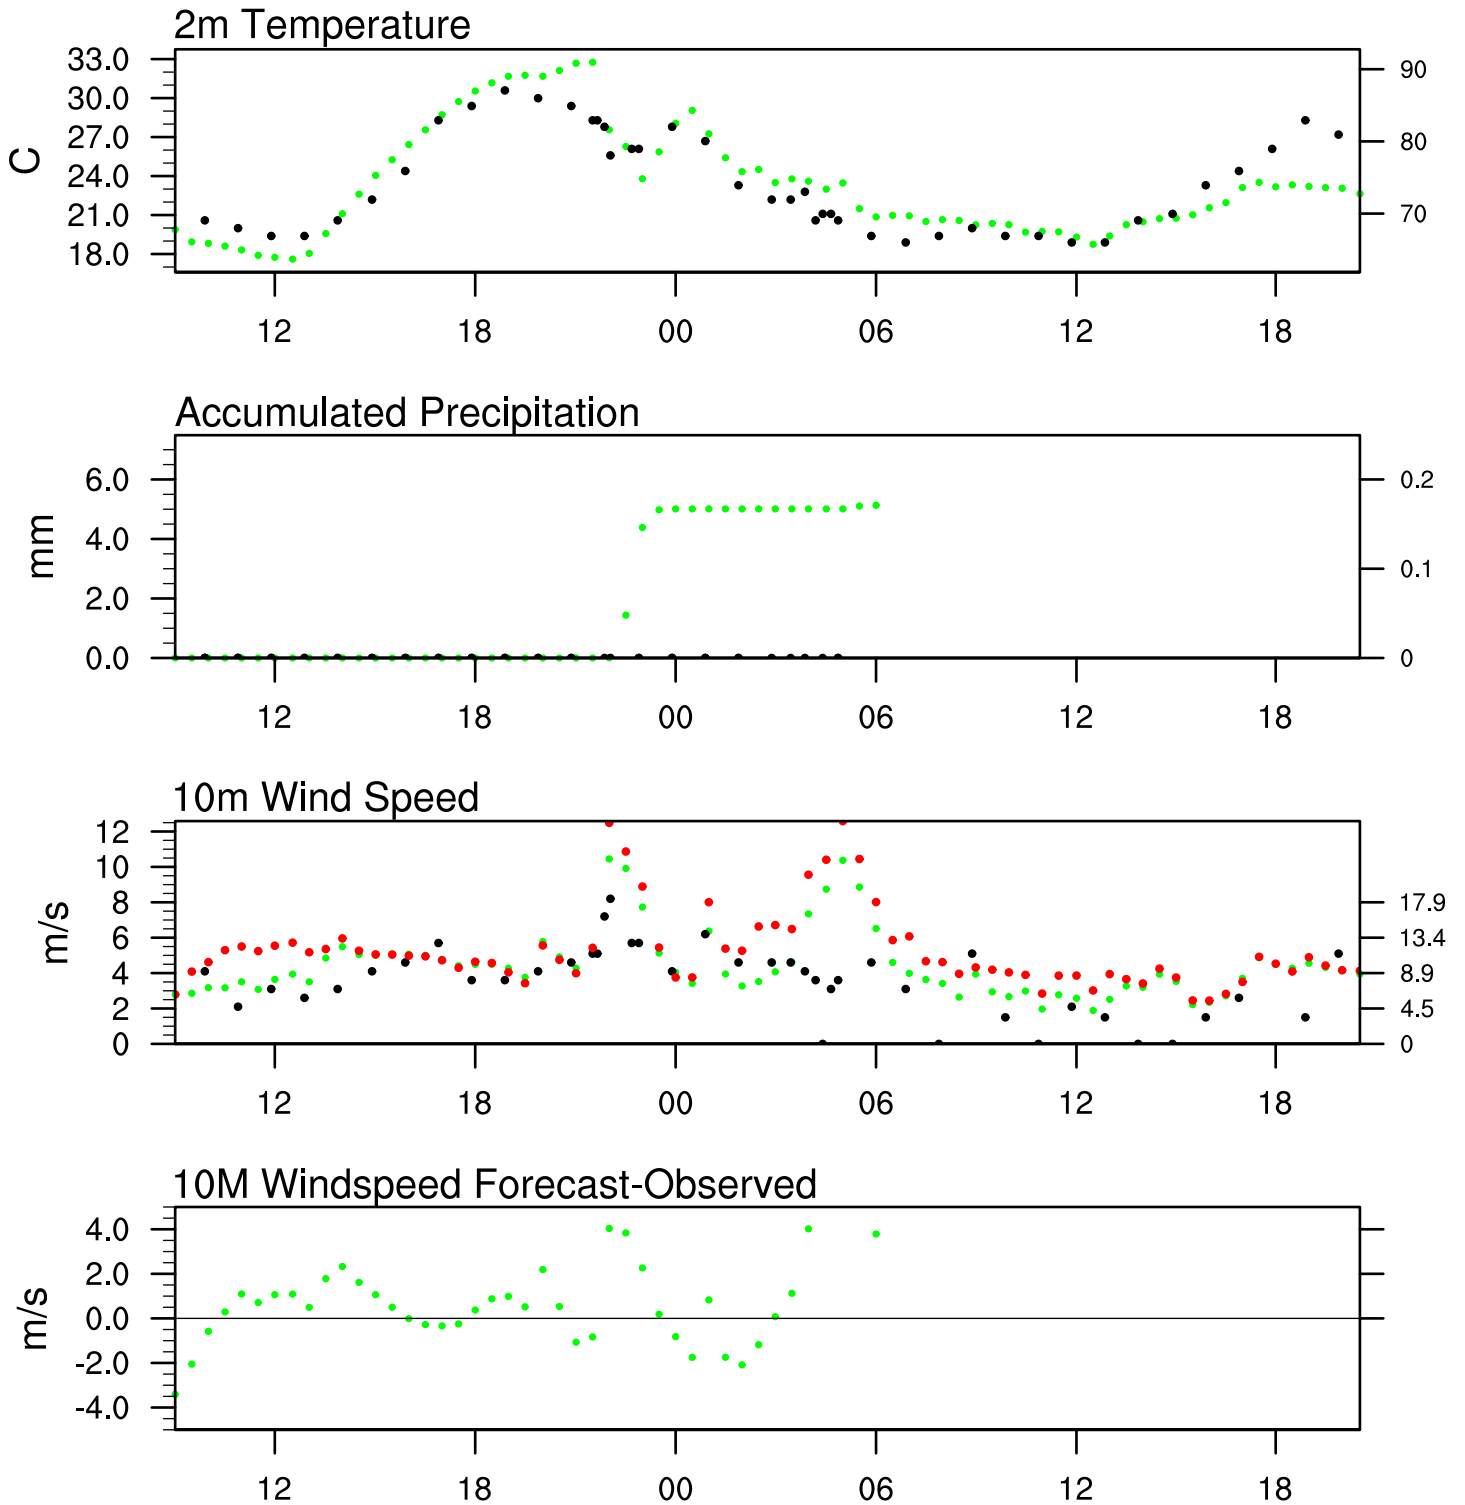 2m Temperature
33.0
30.0
27.0
24.0
21.0
18.0
C
90
80
70
12 18 00 06 12 18
Accumulated Precipitation
6.0
4.0
2.0
0.0
mm
0.2
0.1
0
12 18 00 06 12 18
10m Wind Speed
12
10
8
6
4
2
0
m/s
17.9
13.4
8.9
4.5
0
12 18 00 06 12 18
10M Windspeed Forecast-Observed
4.0
2.0
0.0
-2.0
-4.0
m/s
12 18 00 06 12 18